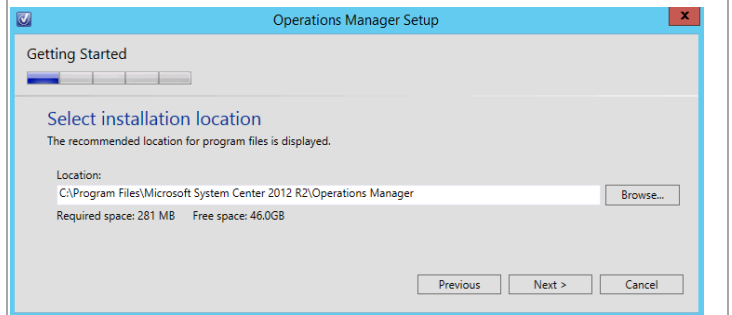 Operations Manager Setup
x
Getting Started
Select installation location
The recommended location for program files is displayed.
Location:
C:\Program Files\Microsoft System Center 2012 R2\Operations Manager
Browse...
Required space: 281 MB Free space: 46.0GB
Previous Next > Cancel